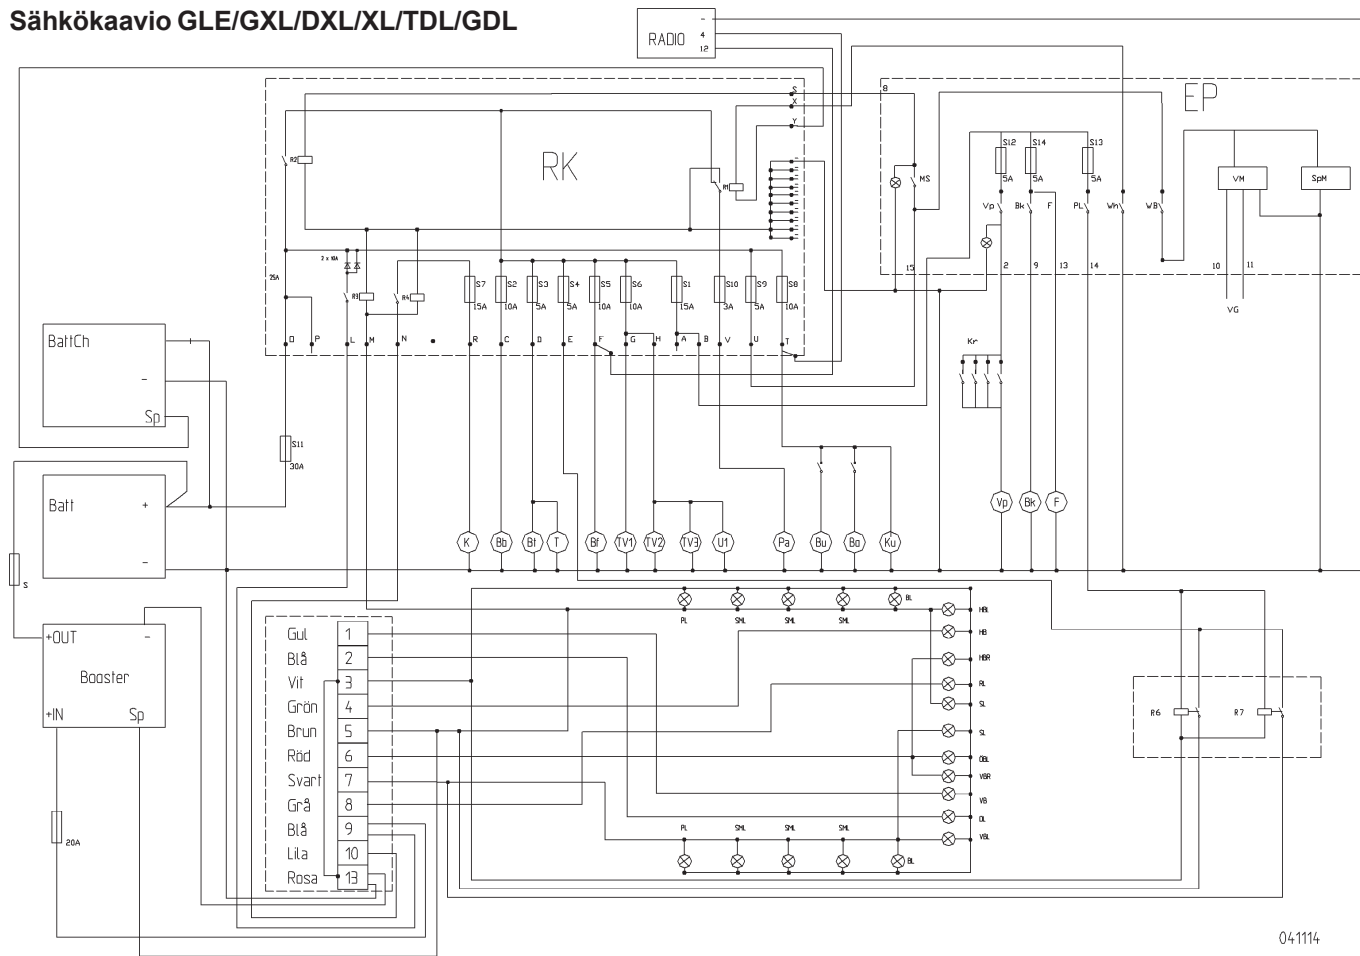 Sähkökaavio GLE/GXL/DXL/XL/TDL/GDL
RADIO
-
4
12
RK
S
X
Y
R2
R1
2 x 10A
25A
R3
R4
S7
15A
S2
10A
S3
5A
S4
5A
S5
10A
S6
10A
S1
15A
S10
3A
S9
5A
S8
10A
O
P
L
M
N
R
C
D
E
F
G
H
A
B
V
U
T
EP
8
MS
S12
5A
S14
5A
S13
5A
Vp
Bk
F
PL
Wh
WB
VM
SpM
15
2
9
13
14
10
11
VG
Kr
BattCh
-
Sp
S11
30A
Batt
+
-
S
K
Bb
Bt
T
Bf
TV1
TV2
TV3
U1
Pa
Bu
Ba
Ku
Vp
Bk
F
+OUT
-
Booster
+IN
Sp
20A
Gul 1
Blå 2
Vit 3
Grön 4
Brun 5
Röd 6
Svart 7
Grå 8
Blå 9
Lila 10
Rosa 13
PL
SML
SML
SML
BL
HBL
HB
HBR
RL
SL
SL
ÖBL
VBR
VB
DL
VBL
PL
SML
SML
SML
BL
R6
R7
041114